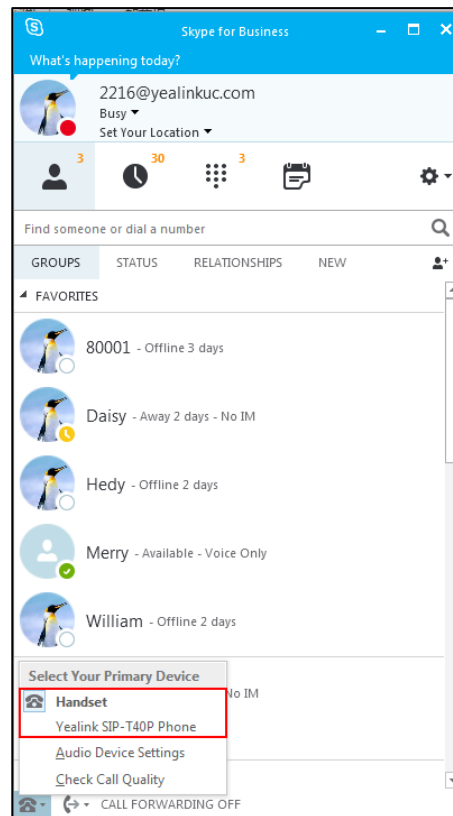 Skype for Business
What's happening today?
2216@yealinkuc.com
Busy
Set Your Location
3
30
3
Find someone or dial a number
GROUPS STATUS RELATIONSHIPS NEW
FAVORITES
80001 - Offline 3 days
Daisy - Away 2 days - No IM
Hedy - Offline 2 days
Merry - Available - Voice Only
William - Offline 2 days
Select Your Primary Device
Handset
No IM
Yealink SIP-T40P Phone
Audio Device Settings
Check Call Quality
CALL FORWARDING OFF